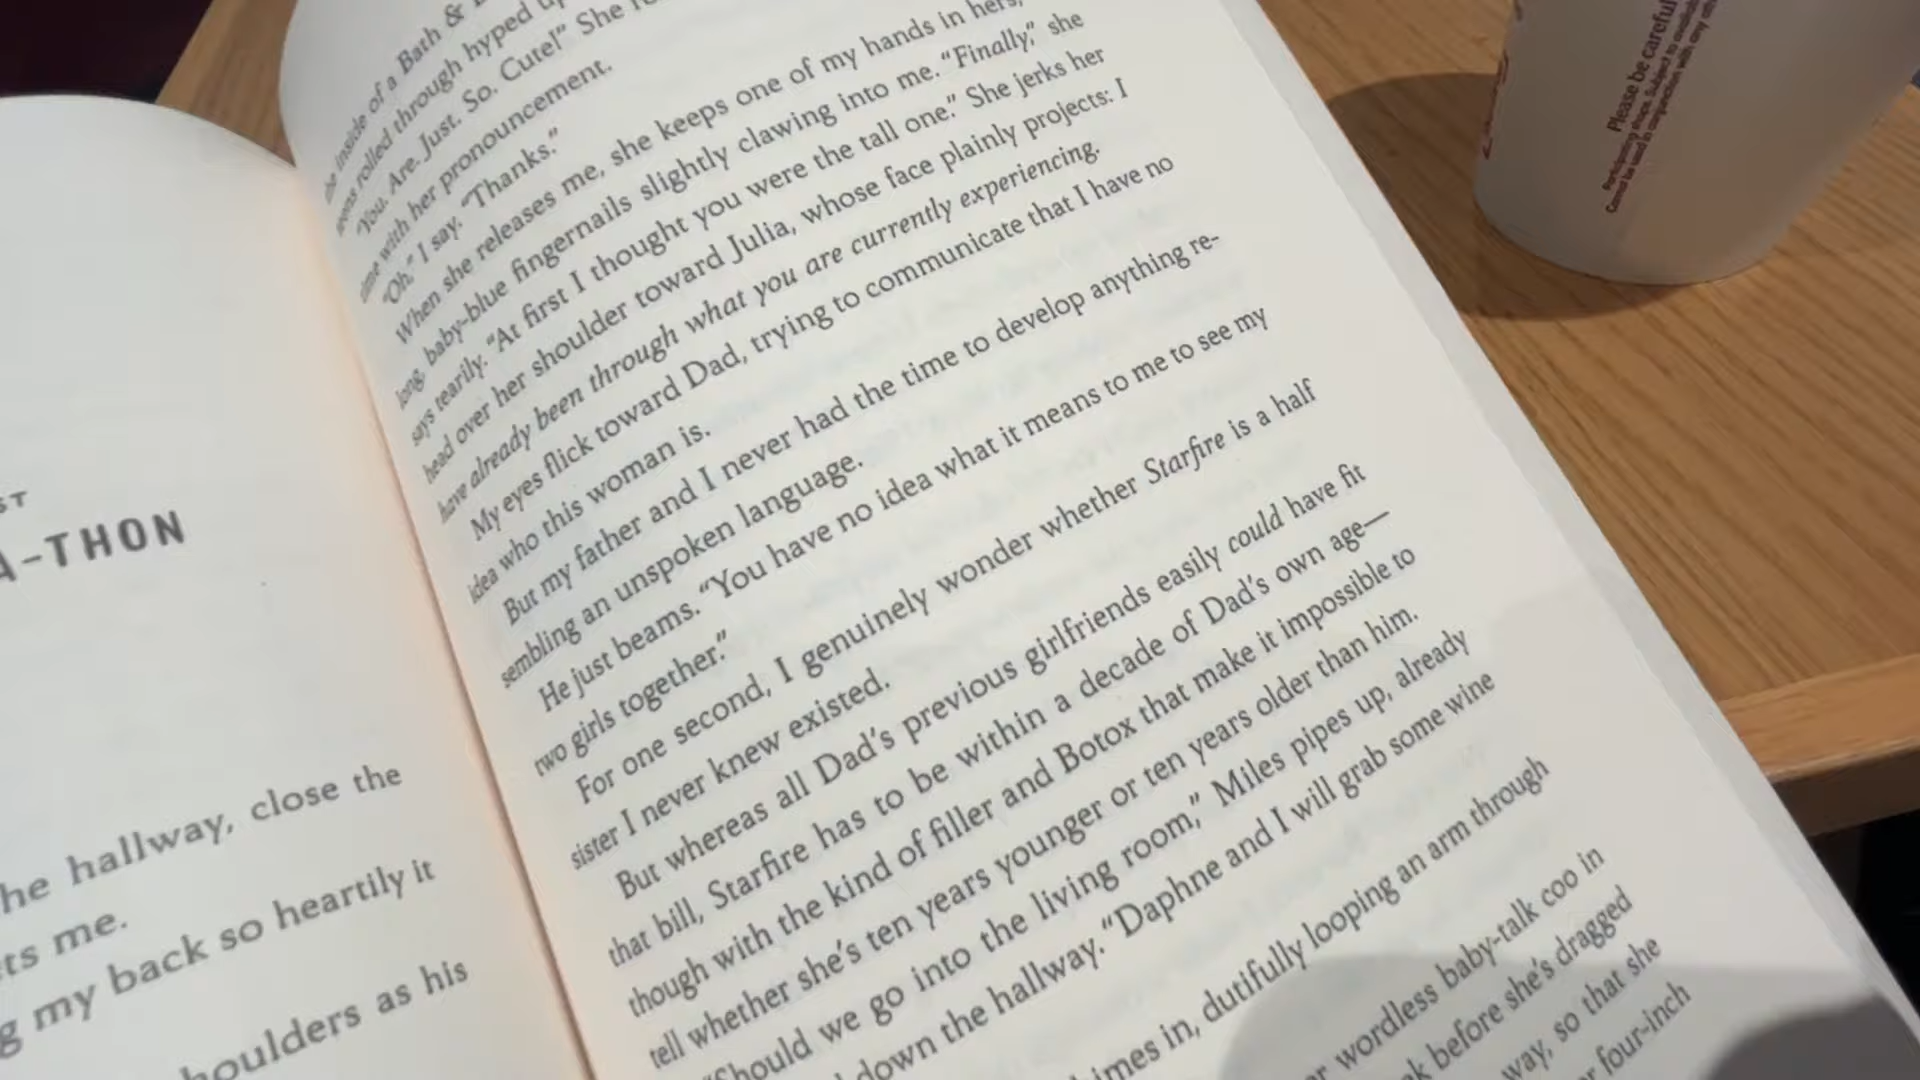 ST
A-THON
he hallway, close the
ts me.
g my back so heartily it
houlders as his
he inside of a Bath &
rolled through hyped up
"You. Are. Just. So. Cute!" She
time with her pronouncement.
"Oh," I say. "Thanks."
When she releases me, she keeps one of my hands in hers,
long, baby-blue fingernails slightly clawing into me. "Finally," she
says tearily. "At first I thought you were the tall one." She jerks her
head over her shoulder toward Julia, whose face plainly projects: I
have already been through what you are currently experiencing.
My eyes flick toward Dad, trying to communicate that I have no
idea who this woman is.
But my father and I never had the time to develop anything re-
sembling an unspoken language.
He just beams. "You have no idea what it means to me to see my
two girls together."
For one second, I genuinely wonder whether Starfire is a half
sister I never knew existed.
But whereas all Dad's previous girlfriends easily could have fit
that bill, Starfire has to be within a decade of Dad's own age—
though with the kind of filler and Botox that make it impossible to
tell whether she's ten years younger or ten years older than him.
"Should we go into the living room," Miles pipes up, already
down the hallway. "Daphne and I will grab some wine
himes in, dutifully looping an arm through
r wordless baby-talk coo in
ek before she's dragged
way, so that she
r four-inch
Please be careful